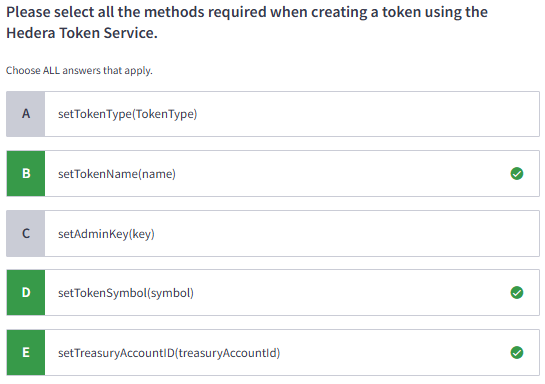 Please select all the methods required when creating a token using the
Hedera Token Service.
Choose ALL answers that apply.
A setTokenType(TokenType)
B setTokenName(name)
C setAdminKey(key)
D setTokenSymbol(symbol)
E setTreasuryAccountID(treasuryAccountId)